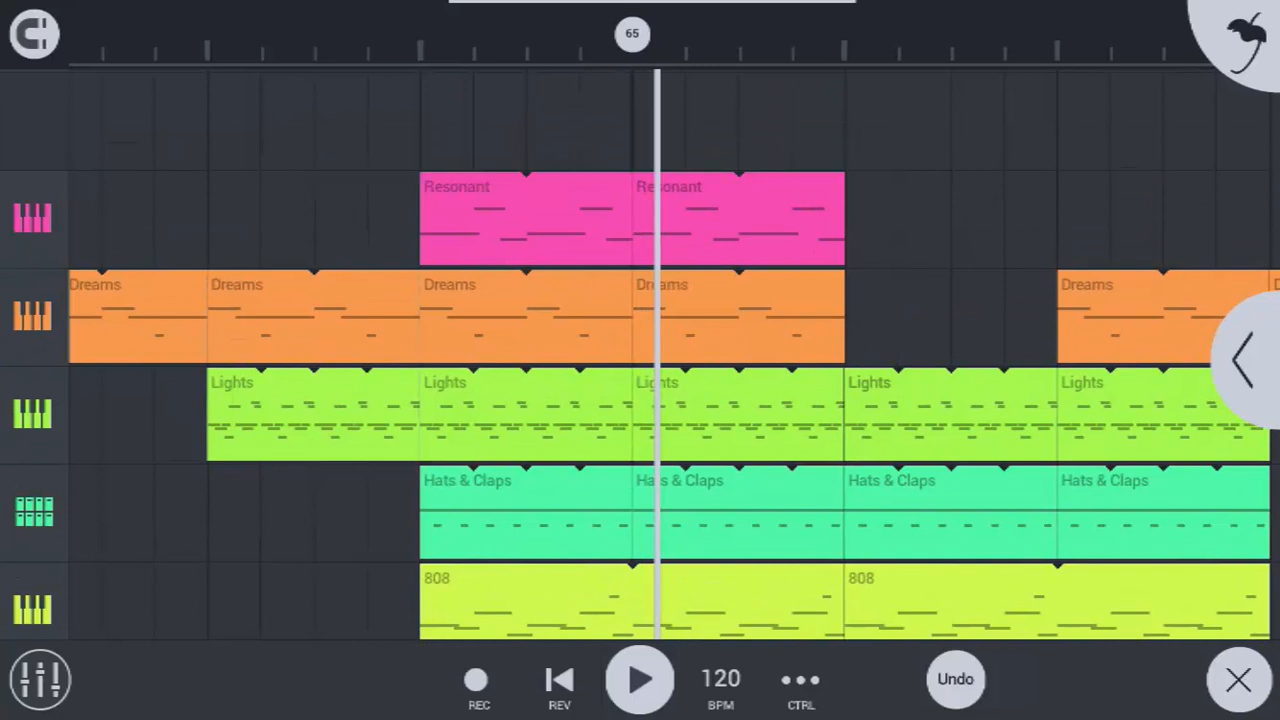 65
Resonant Resonant
Dreams Dreams Dreams Dreams Dreams D
Lights Lights Lights Lights Lights
Hats & Claps Hats & Claps Hats & Claps Hats & Claps
808 808
REC REV 120 BPM CTRL Undo